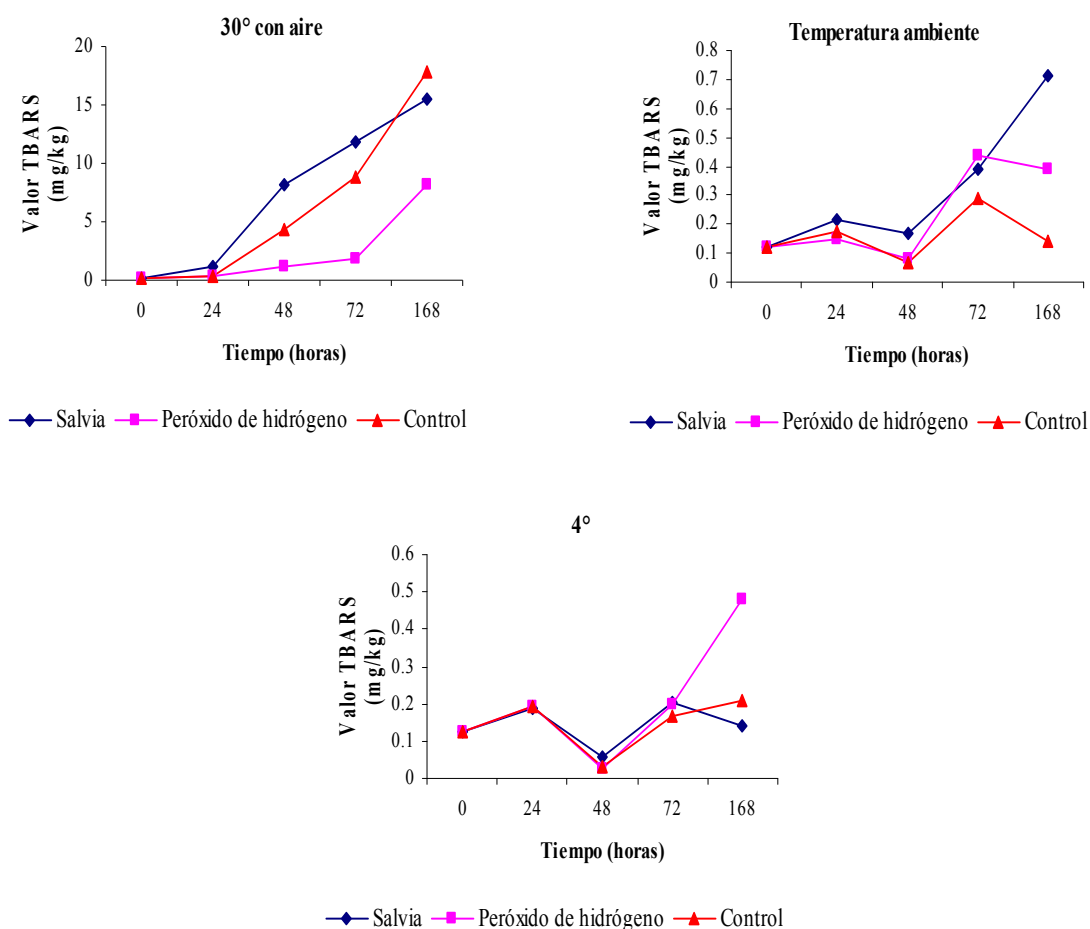 30° con aire
Valor TBARS
(mg/kg)
20
15
10
5
0
0 24 48 72 168
Tiempo (horas)
Salvia Peróxido de hidrógeno Control
Temperatura ambiente
Valor TBARS
(mg/kg)
0.8
0.7
0.6
0.5
0.4
0.3
0.2
0.1
0
0 24 48 72 168
Tiempo (horas)
Salvia Peróxido de hidrógeno Control
4°
Valor TBARS
(mg/kg)
0.6
0.5
0.4
0.3
0.2
0.1
0
0 24 48 72 168
Tiempo (horas)
Salvia Peróxido de hidrógeno Control